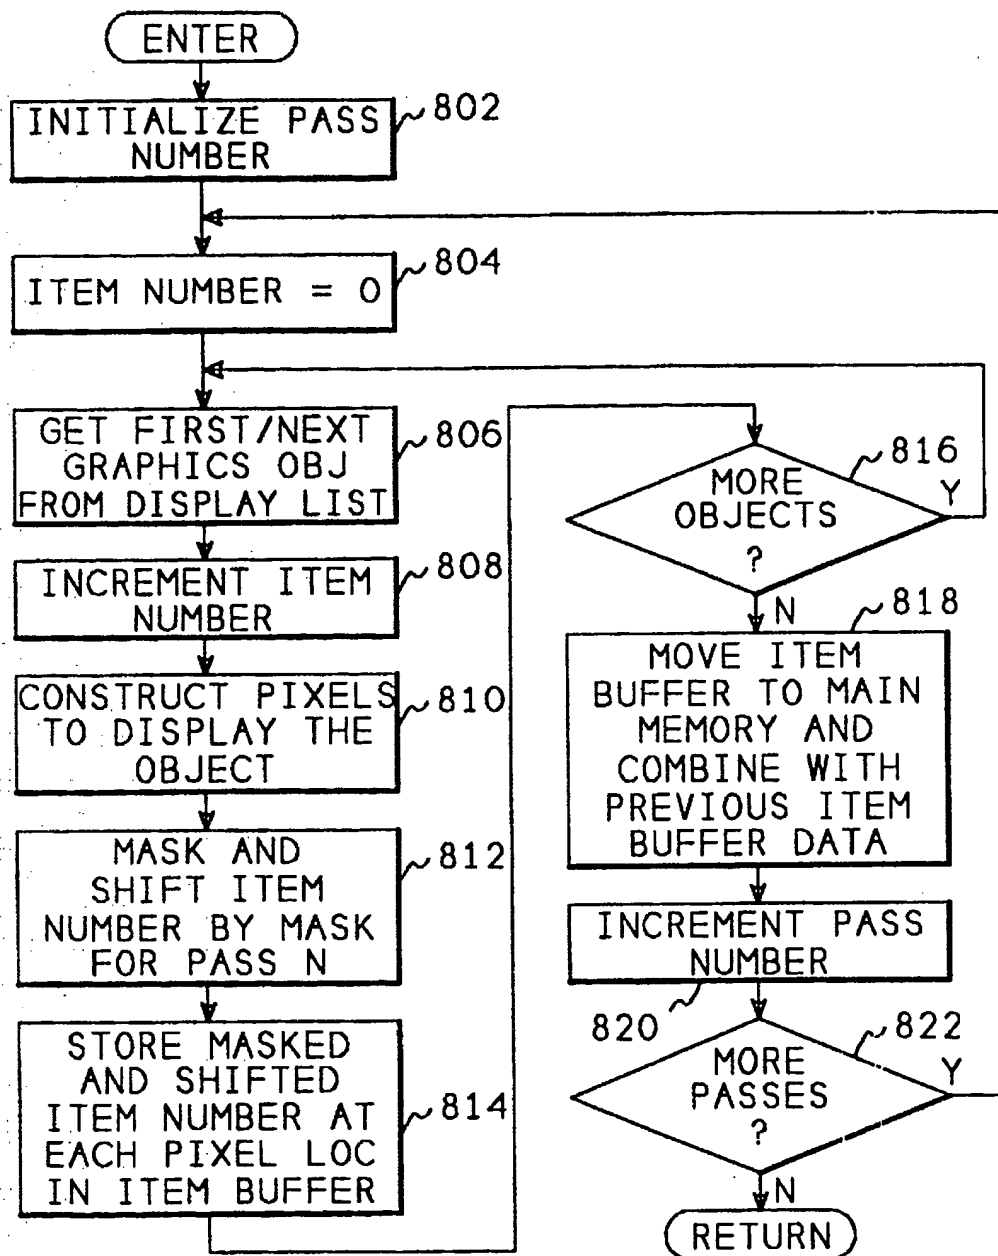 ENTER
INITIALIZE PASS
NUMBER
802
ITEM NUMBER = 0
804
GET FIRST/NEXT
GRAPHICS OBJ
FROM DISPLAY LIST
806
INCREMENT ITEM
NUMBER
808
CONSTRUCT PIXELS
TO DISPLAY THE
OBJECT
810
MASK AND
SHIFT ITEM
NUMBER BY MASK
FOR PASS N
812
STORE MASKED
AND SHIFTED
ITEM NUMBER AT
EACH PIXEL LOC
IN ITEM BUFFER
814
MORE
OBJECTS
?
816
Y
N
818
MOVE ITEM
BUFFER TO MAIN
MEMORY AND
COMBINE WITH
PREVIOUS ITEM
BUFFER DATA
INCREMENT PASS
NUMBER
820
MORE
PASSES
?
822
Y
N
RETURN